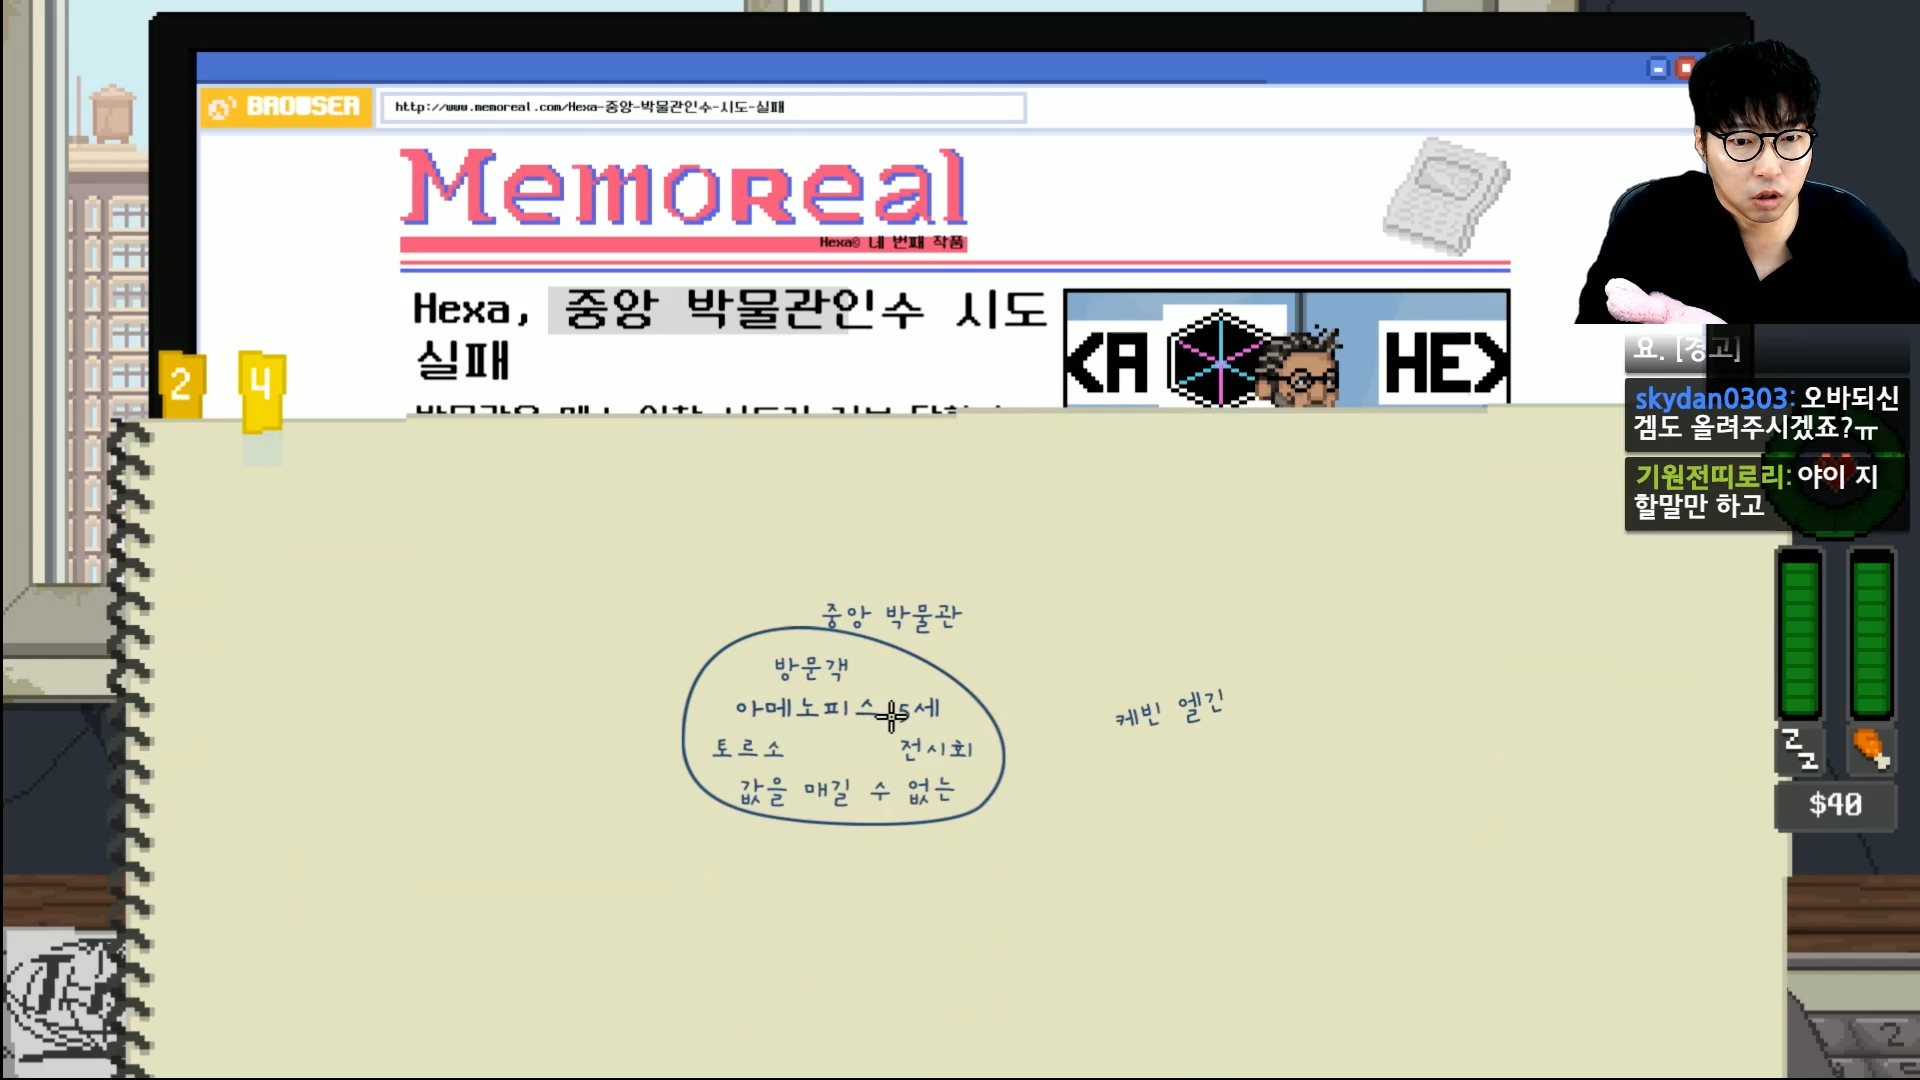 BROWSER
http://www.memoreal.com/Hexa-중앙-박물관인수-시도-실패
Memoreal
Hexa© 네 번째 작품
Hexa, 중앙 박물관인수 시도
실패
XA
HEX
2
4
중앙 박물관
방문객
아메노피스 5세
토르소
전시회
값을 매길 수 없는
케빈 엘긴
요. [경고]
skydan0303: 오바되신
겜도 올려주시겠죠?ㅠ
기원전띠로리: 야이 지
할말만 하고
$40